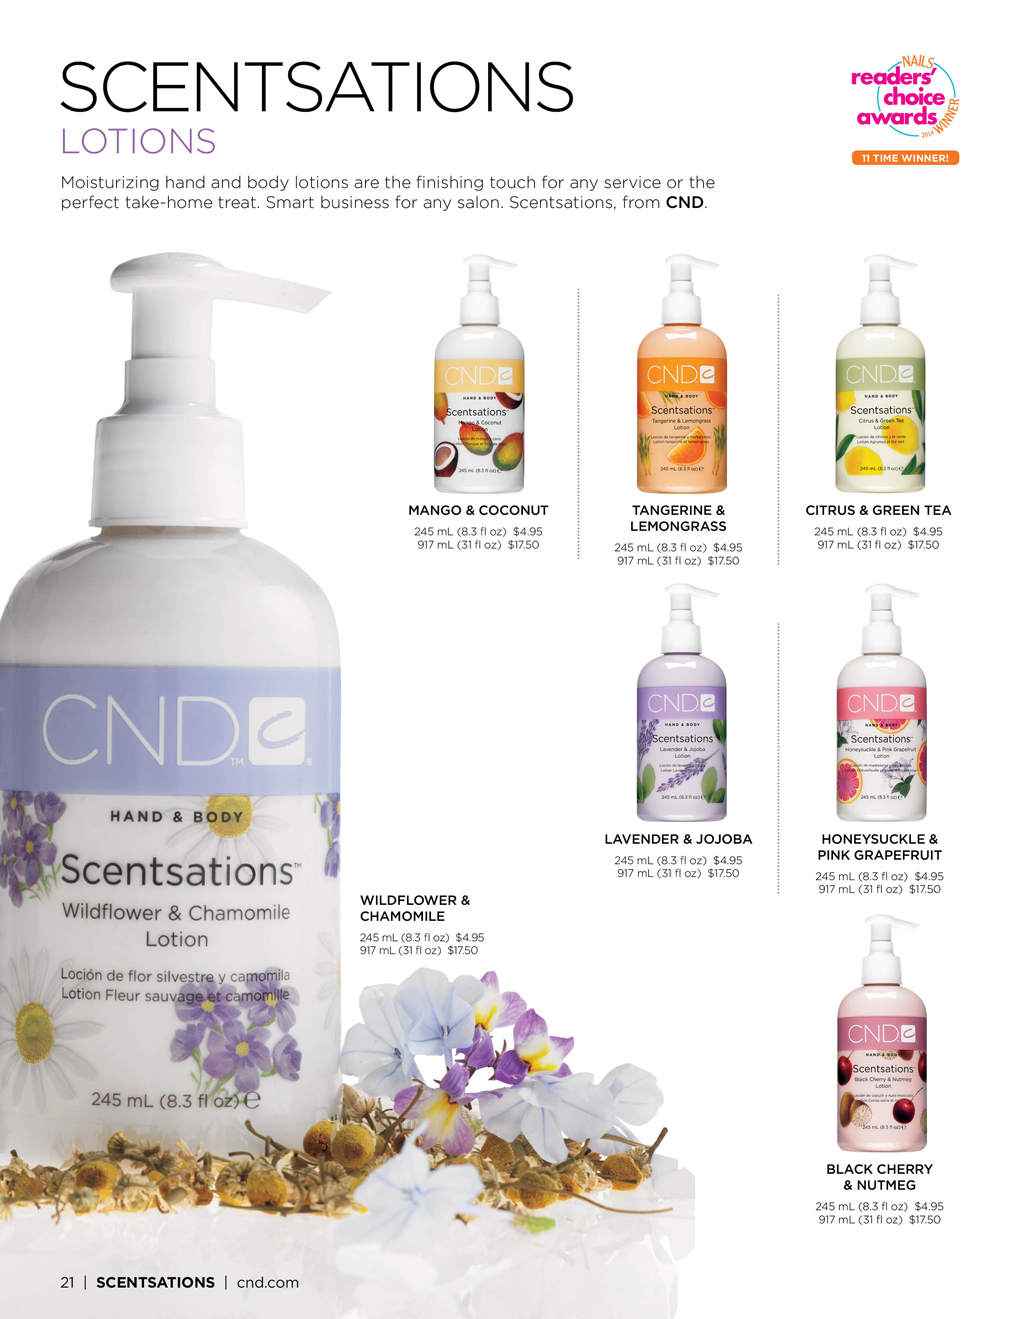 SCENTSATIONS
LOTIONS
Moisturizing hand and body lotions are the finishing touch for any service or the
perfect take-home treat. Smart business for any salon. Scentsations, from CND.
NAILS
readers'
choice
awards
2014 WINNER
11 TIME WINNER!
CND
HAND & BODY
Scentsations™
Mango & Coconut
Lotion
245 mL (8.3 fl oz) e
MANGO & COCONUT
245 mL (8.3 fl oz) $4.95
917 mL (31 fl oz) $17.50
CND
HAND & BODY
Scentsations™
Tangerine & Lemongrass
Lotion
245 mL (8.3 fl oz) e
TANGERINE &
LEMONGRASS
245 mL (8.3 fl oz) $4.95
917 mL (31 fl oz) $17.50
CND
HAND & BODY
Scentsations™
Citrus & Green Tea
Lotion
245 mL (8.3 fl oz) e
CITRUS & GREEN TEA
245 mL (8.3 fl oz) $4.95
917 mL (31 fl oz) $17.50
CND
HAND & BODY
Scentsations™
Lavender & Jojoba
Lotion
245 mL (8.3 fl oz) e
LAVENDER & JOJOBA
245 mL (8.3 fl oz) $4.95
917 mL (31 fl oz) $17.50
CND
HAND & BODY
Scentsations™
Honeysuckle & Pink Grapefruit
Lotion
245 mL (8.3 fl oz) e
HONEYSUCKLE &
PINK GRAPEFRUIT
245 mL (8.3 fl oz) $4.95
917 mL (31 fl oz) $17.50
CND™®
HAND & BODY
Scentsations™
Wildflower & Chamomile
Lotion
Loción de flor silvestre y camomila
Lotion Fleur sauvage et camomille
245 mL (8.3 fl oz) e
WILDFLOWER &
CHAMOMILE
245 mL (8.3 fl oz) $4.95
917 mL (31 fl oz) $17.50
CND
HAND & BODY
Scentsations™
Black Cherry & Nutmeg
Lotion
245 mL (8.3 fl oz) e
BLACK CHERRY
& NUTMEG
245 mL (8.3 fl oz) $4.95
917 mL (31 fl oz) $17.50
21 | SCENTSATIONS | cnd.com